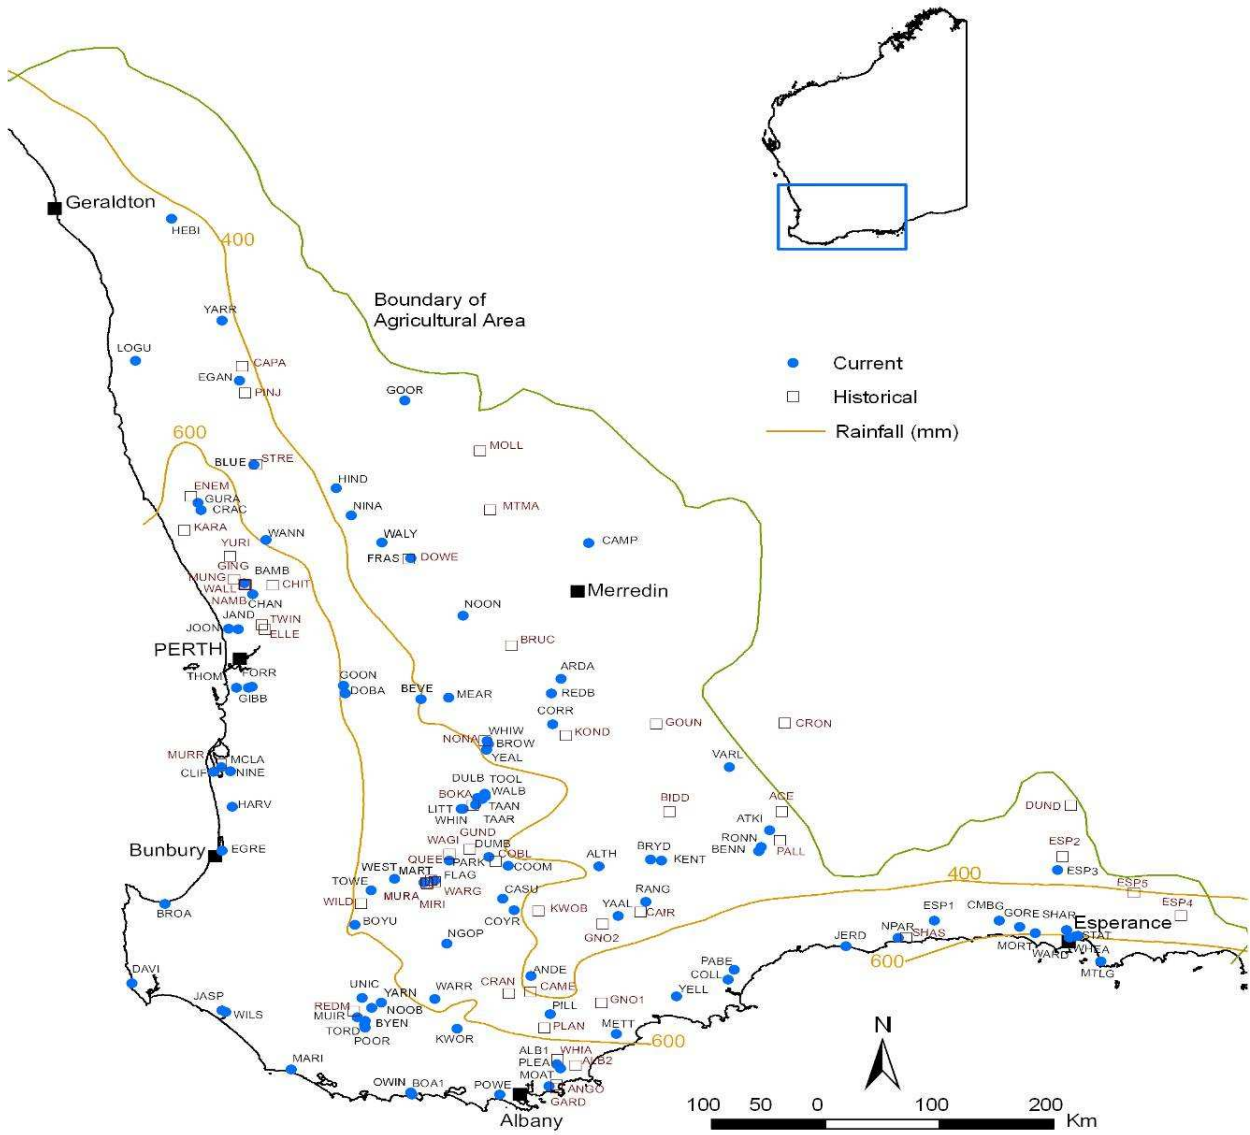 Geraldton
HEBI
400
YARR
Boundary of
Agricultural Area
LOGU
CAPA
EGAN
PINJ
GOOR
Current
Historical
Rainfall (mm)
600
BLUE
STRE
MOLL
HIND
ENEM
GURA
CRAC
NINA
MTMA
KARA
WANN
YURI
WALY
CAMP
FRAS
DOWE
GING
BAMB
MUNG
WALL
CHIT
NAMB
CHAN
Merredin
NOON
JAND
TWIN
JOON
ELLE
PERTH
BRUC
THOM
FORR
GIBB
GOON
DOBA
BEVE
MEAR
ARDA
REDB
CORR
KOND
GOUN
CRON
NONA
WHIW
BROW
YEAL
MURR
MCLA
CLIF
NINE
VARL
DULB
TOOL
BOKA
WALB
LITT
TAAN
WHIN
TAAR
HARV
BIDD
ACE
DUND
ATKI
RONN
BENN
PALL
GUND
WAGI
DUMB
QUEE
PARK
COBL
COOM
Bunbury
EGRE
ALTH
BRYD
KENT
ESP2
ESP3
400
WEST
MART
FLAG
TOWE
WARG
MURA
MIRI
WILD
CASU
RANG
ESP5
BROA
BOYU
COYR
KWOB
YAAL
CAIR
ESP1
CMBG
GORE
SHAR
Esperance
ESP4
GNO2
NGOP
JERD
NPAR
SHAS
STAT
MORT
WARD
WHEA
600
MTLG
DAVI
ANDE
PABE
COLL
YELL
UNIC
YARN
WARR
CRAN
CAME
GNO1
JASP
WILS
REDM
NOOB
MUIR
BYEN
TORD
POOR
KWOR
PILL
PLAN
METT
600
N
MARI
ALB1
WHIA
PLEA
ALB2
MOAT
OWIN
BOA1
POWE
ANGO
GARD
Albany
100 50 0 100 200 Km